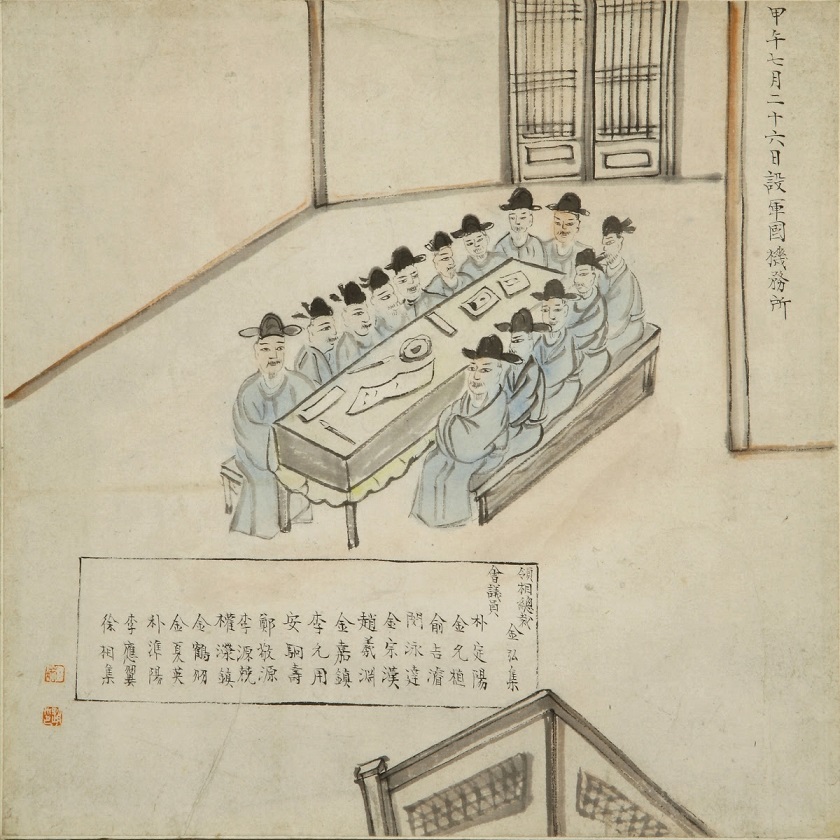 甲午七月二十六日設軍國機務所
領相總裁 金弘集
會議員
朴定陽
金允植
俞吉濬
閔泳達
金宗漢
趙羲淵
金嘉鎮
李允用
安駉壽
鄭敬源
李源兢
權瀅鎮
金鶴羽
金夏英
朴準陽
李應翼
徐相集